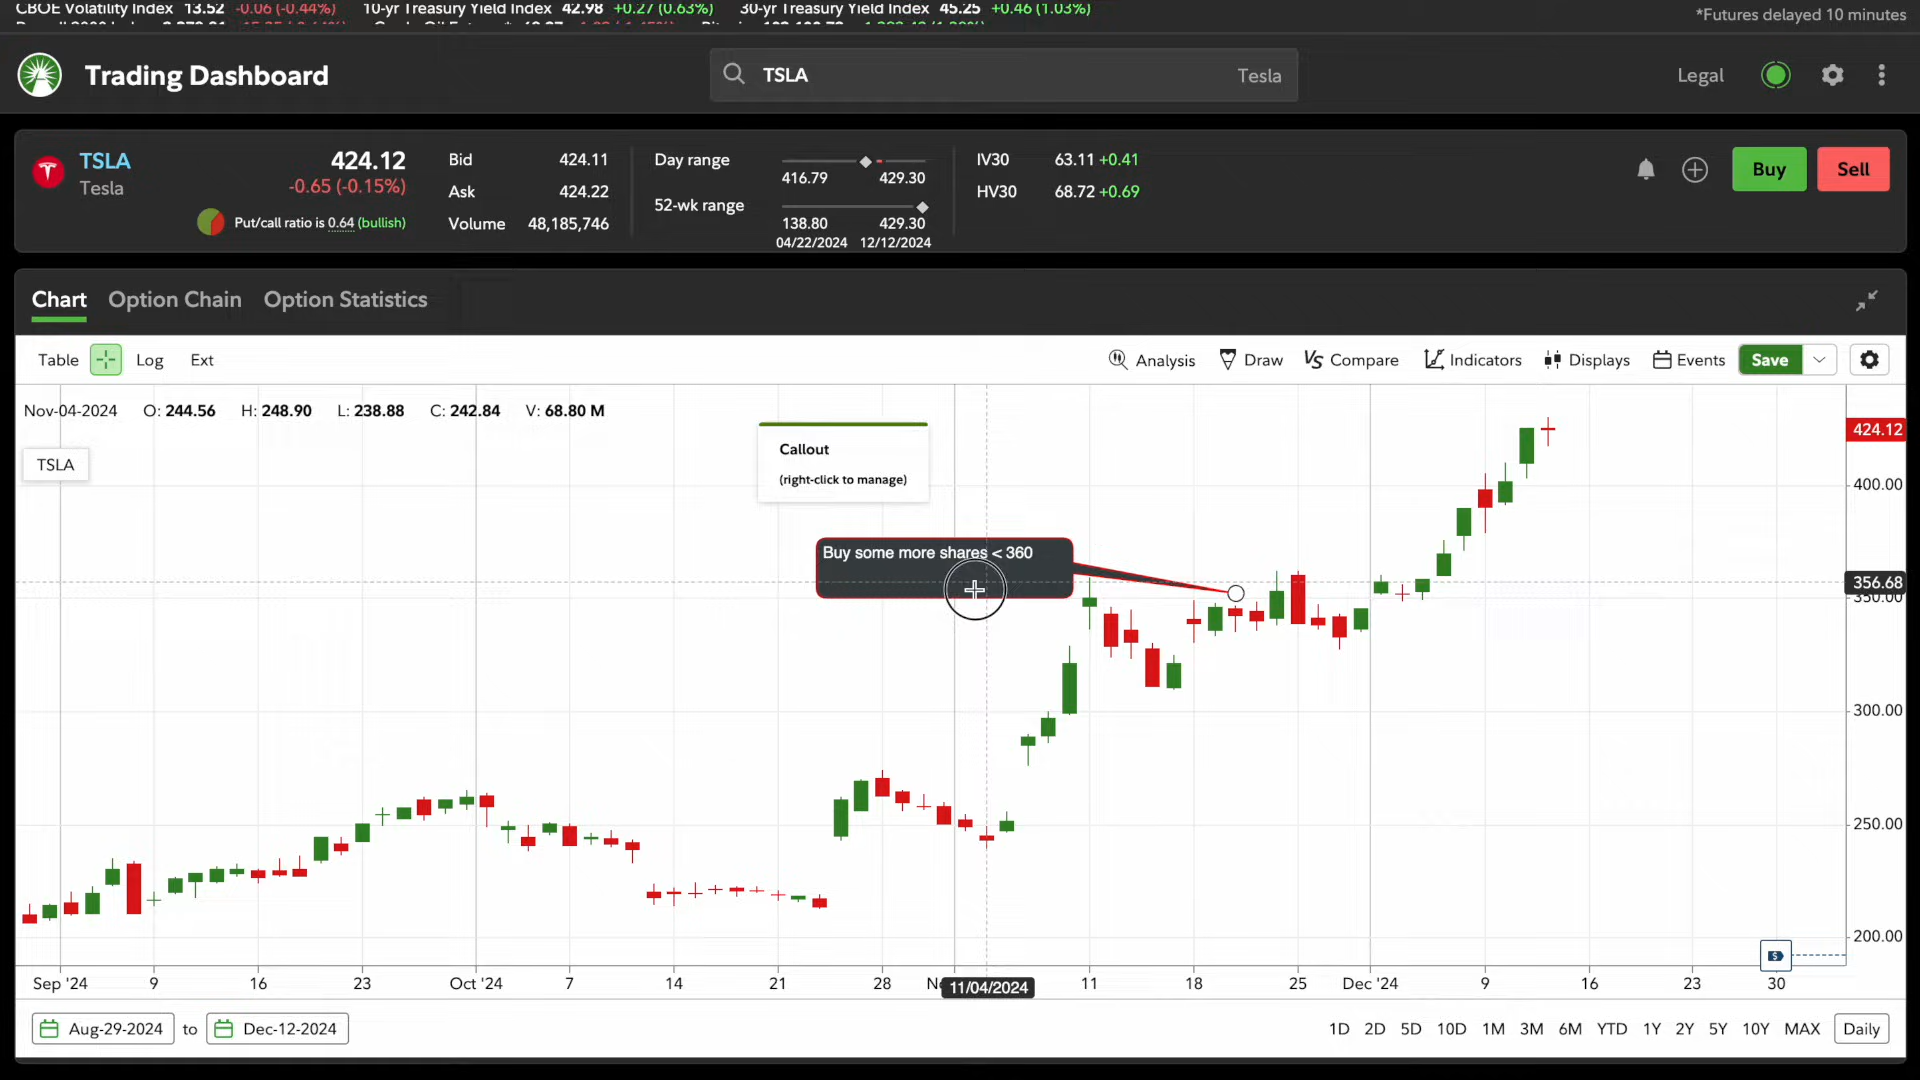 CBOE Volatility Index 13.52 -0.06 (-0.44%) 10-yr Treasury Yield Index 42.98 +0.27 (0.63%) 30-yr Treasury Yield Index 45.25 +0.46 (1.03%)
*Futures delayed 10 minutes
Trading Dashboard
TSLA Tesla
Legal
TSLA
Tesla
424.12
-0.65 (-0.15%)
Put/call ratio is 0.64 (bullish)
Bid 424.11
Ask 424.22
Volume 48,185,746
Day range
416.79 429.30
52-wk range
138.80 429.30
04/22/2024 12/12/2024
IV30 63.11 +0.41
HV30 68.72 +0.69
Buy
Sell
Chart Option Chain Option Statistics
Table Log Ext
Analysis Draw Vs Compare Indicators Displays Events Save
Nov-04-2024 O: 244.56 H: 248.90 L: 238.88 C: 242.84 V: 68.80 M
TSLA
Callout
(right-click to manage)
Buy some more shares < 360
424.12
400.00
356.68
350.00
300.00
250.00
200.00
Sep '24 9 16 23 Oct '24 7 14 21 28 11/04/2024 11 18 25 Dec '24 9 16 23 30
Aug-29-2024 to Dec-12-2024
1D 2D 5D 10D 1M 3M 6M YTD 1Y 2Y 5Y 10Y MAX Daily